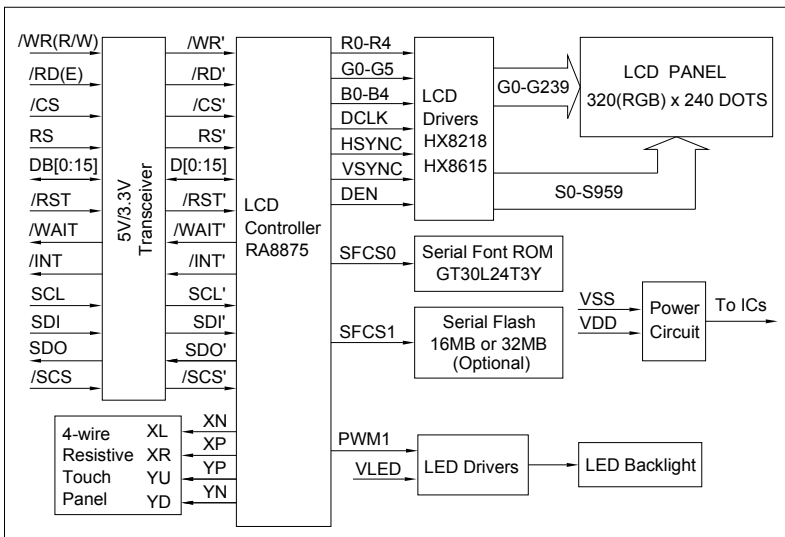 /WR(R/W)
/RD(E)
/CS
RS
DB[0:15]
/RST
/WAIT
/INT
SCL
SDI
SDO
/SCS
5V/3.3V
Transceiver
/WR'
/RD'
/CS'
RS'
D[0:15]
/RST'
/WAIT'
/INT'
SCL'
SDI'
SDO'
/SCS'
LCD
Controller
RA8875
R0-R4
G0-G5
B0-B4
DCLK
HSYNC
VSYNC
DEN
LCD
Drivers
HX8218
HX8615
G0-G239
S0-S959
LCD PANEL
320(RGB) x 240 DOTS
SFCS0
Serial Font ROM
GT30L24T3Y
SFCS1
Serial Flash
16MB or 32MB
(Optional)
VSS
VDD
Power
Circuit
To ICs
4-wire
Resistive
Touch
Panel
XL
XR
YU
YD
XN
XP
YP
YN
PWM1
VLED
LED Drivers
LED Backlight